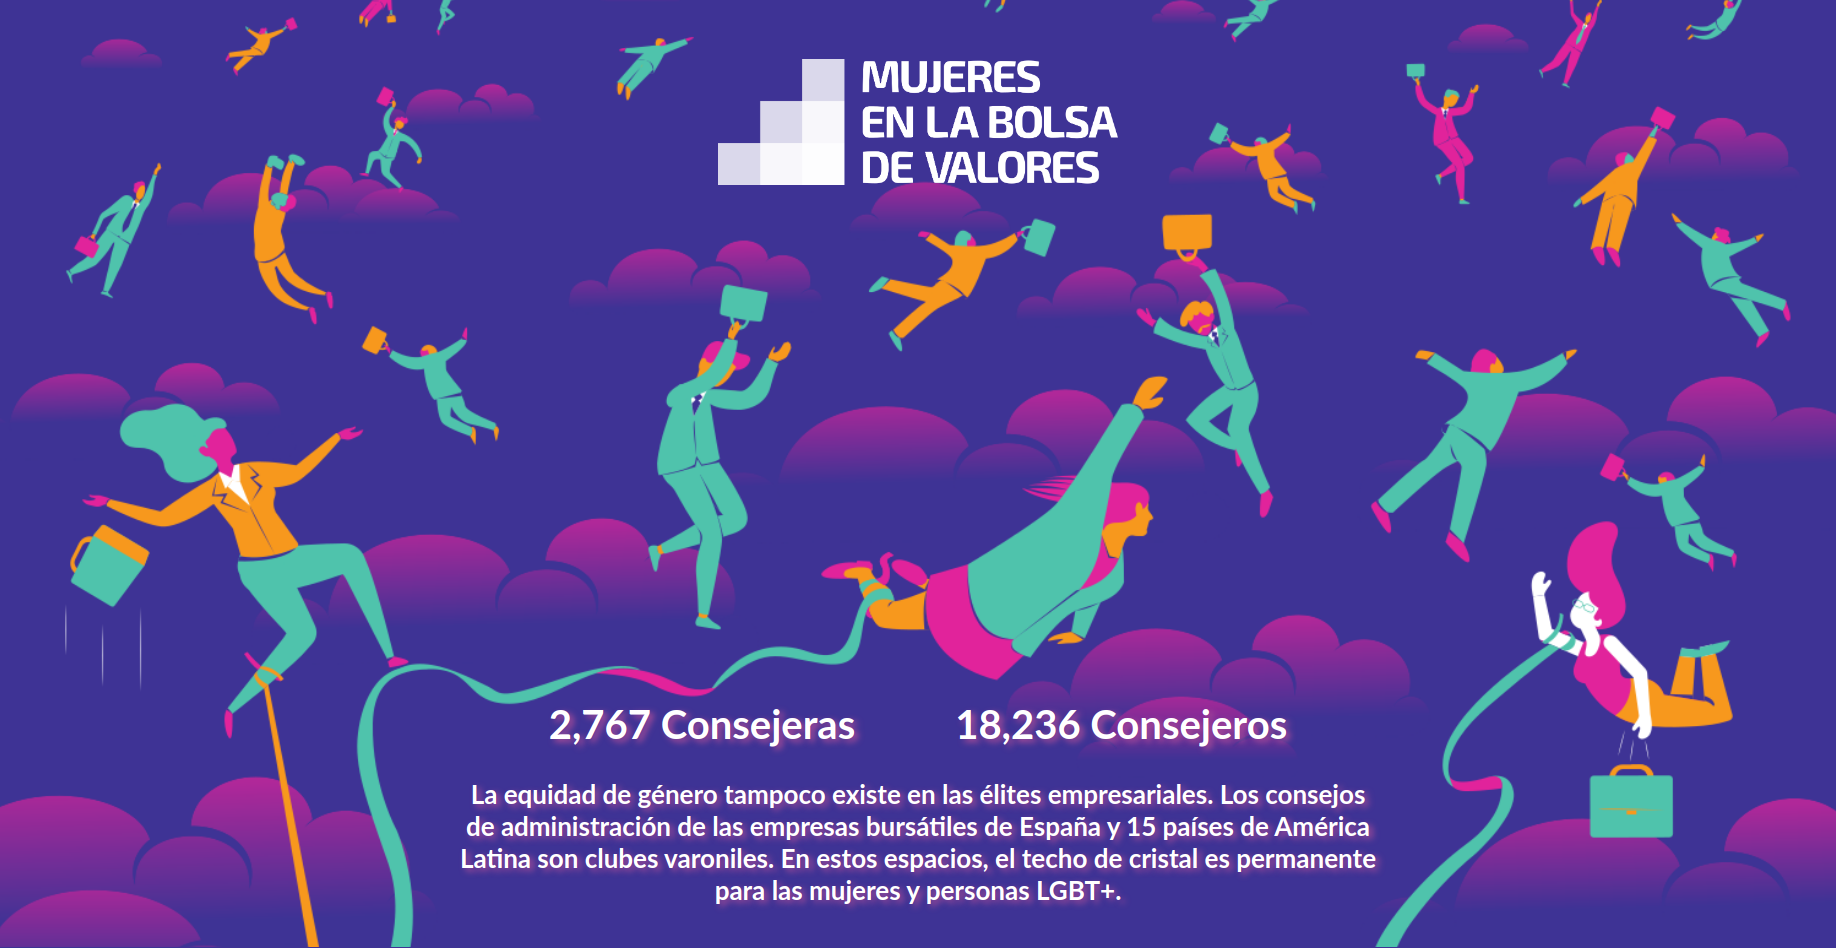 MUJERES
EN LA BOLSA
DE VALORES
2,767 Consejeras
18,236 Consejeros
La equidad de género tampoco existe en las élites empresariales. Los consejos
de administración de las empresas bursátiles de España y 15 países de América
Latina son clubes varoniles. En estos espacios, el techo de cristal es permanente
para las mujeres y personas LGBT+.